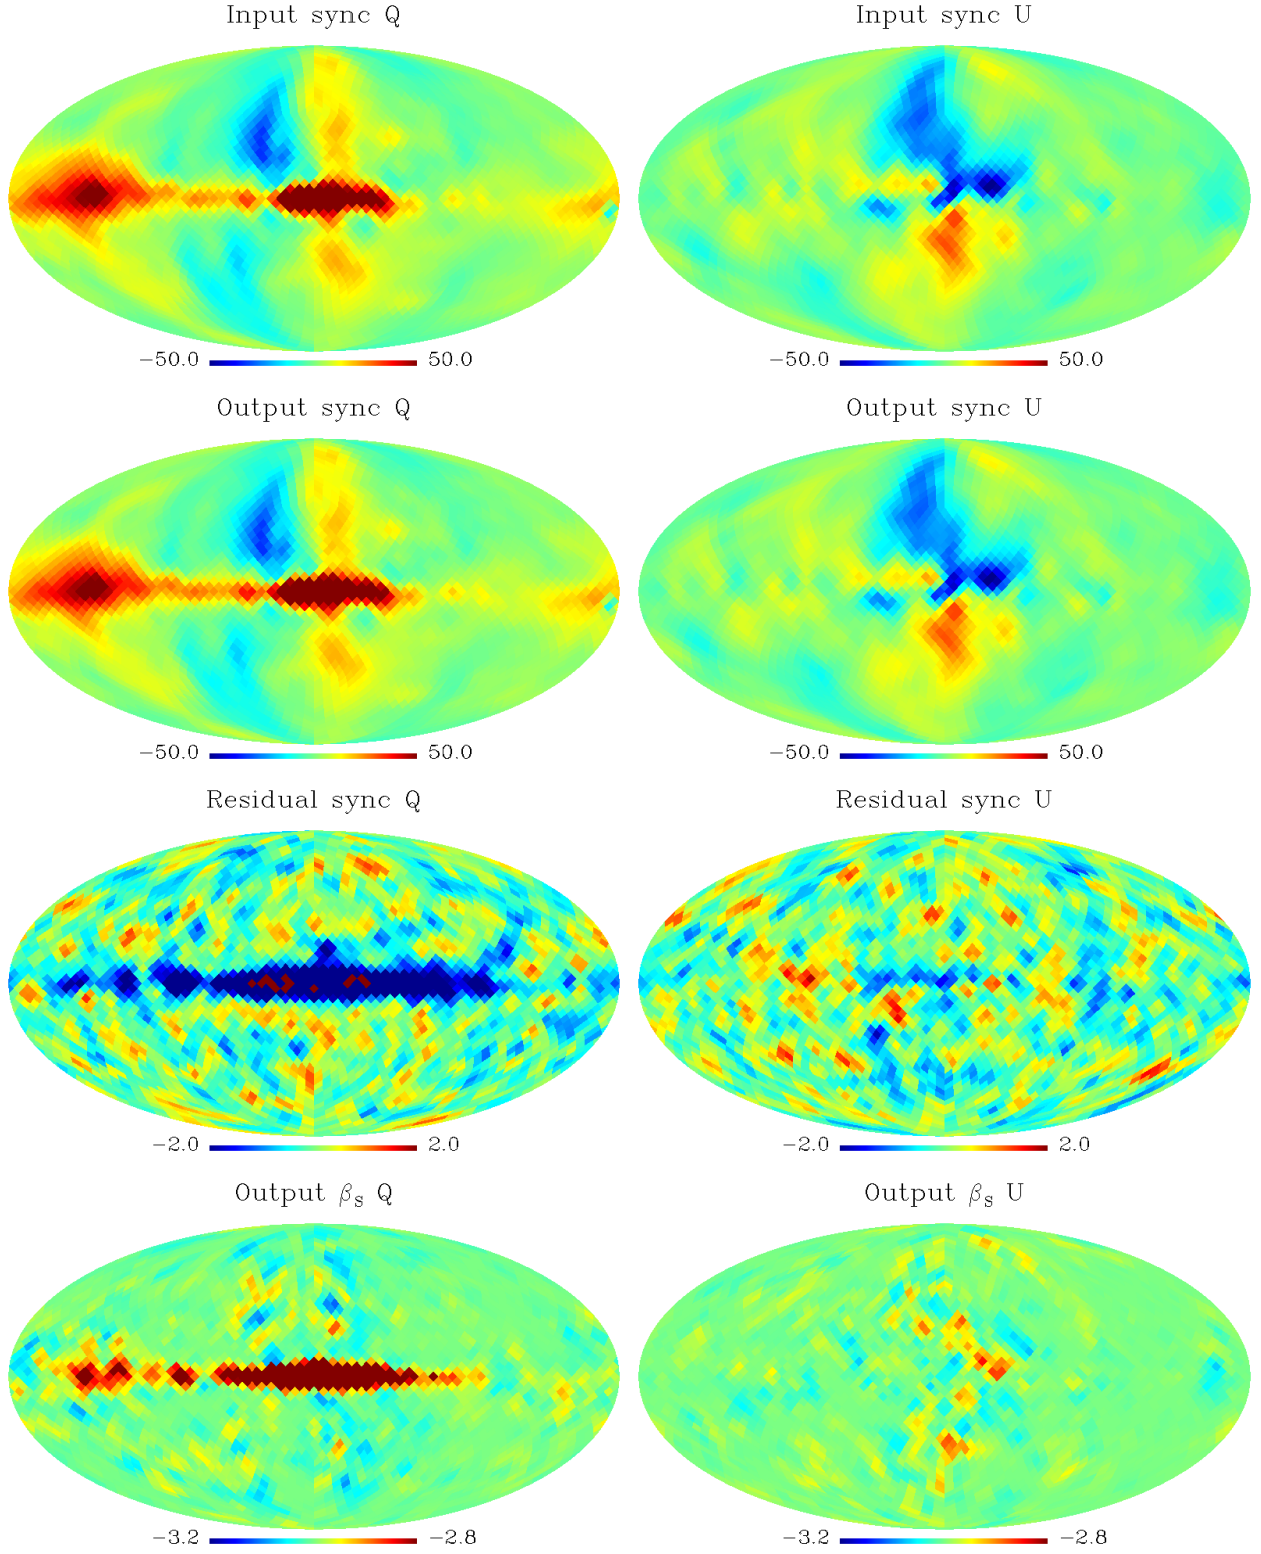 Input sync Q
Input sync U
−50.0 50.0
−50.0 50.0
Output sync Q
Output sync U
−50.0 50.0
−50.0 50.0
Residual sync Q
Residual sync U
−2.0 2.0
−2.0 2.0
Output βs Q
Output βs U
−3.2 -2.8
−3.2 -2.8